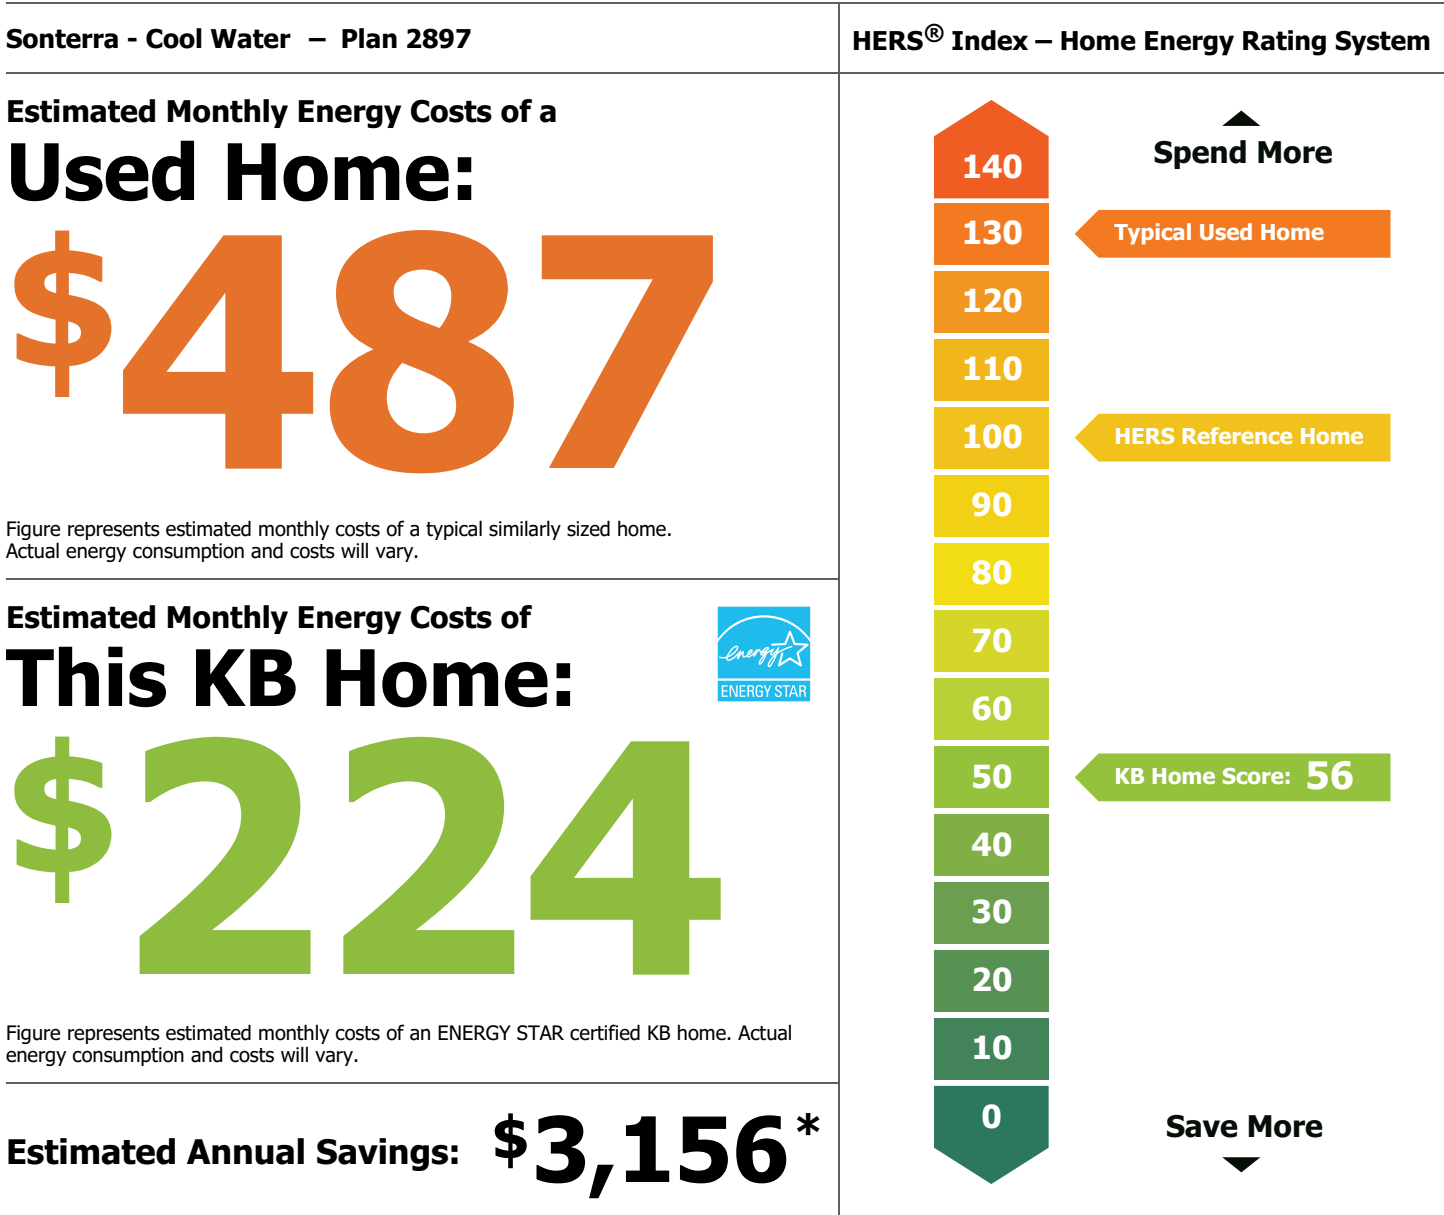 Sonterra - Cool Water – Plan 2897
Estimated Monthly Energy Costs of a
Used Home:
$487
Figure represents estimated monthly costs of a typical similarly sized home.
Actual energy consumption and costs will vary.
Estimated Monthly Energy Costs of
This KB Home:
energy
ENERGY STAR
$224
Figure represents estimated monthly costs of an ENERGY STAR certified KB home. Actual
energy consumption and costs will vary.
Estimated Annual Savings: $3,156*
HERS® Index – Home Energy Rating System
Spend More
140
130 Typical Used Home
120
110
100 HERS Reference Home
90
80
70
60
50 KB Home Score: 56
40
30
20
10
0
Save More